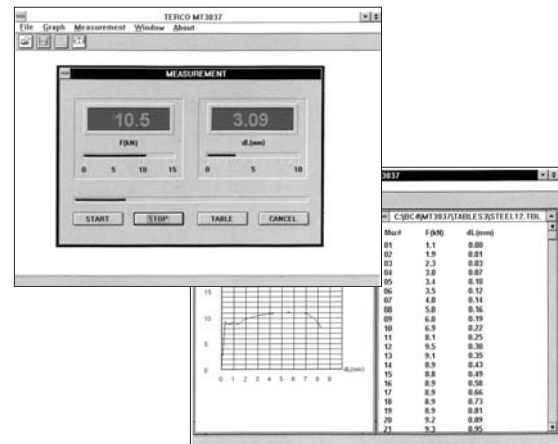 TERCO MT3037
File Graph Measurement Window About
MEASUREMENT
10.5 3.09
F(kN) dL(mm)
0 5 10 15 0 5 10
START STOP TABLE CANCEL
3037
C:\BC4\MT3037\TABLES3\STEEL12.TBL
Mur# F(kN) dL(mm)
01 1.1 0.00
02 1.9 0.01
03 2.3 0.03
04 3.0 0.07
05 3.4 0.10
06 3.5 0.12
07 4.0 0.14
08 5.0 0.16
09 6.0 0.19
10 6.9 0.22
11 8.1 0.25
12 9.5 0.30
13 9.1 0.35
14 8.9 0.43
15 8.8 0.49
16 8.9 0.58
17 8.9 0.66
18 8.9 0.73
19 8.9 0.81
20 9.2 0.89
21 9.3 0.95
15
10
5
0
0 1 2 3 4 5 6 7 8 9
dL(mm)